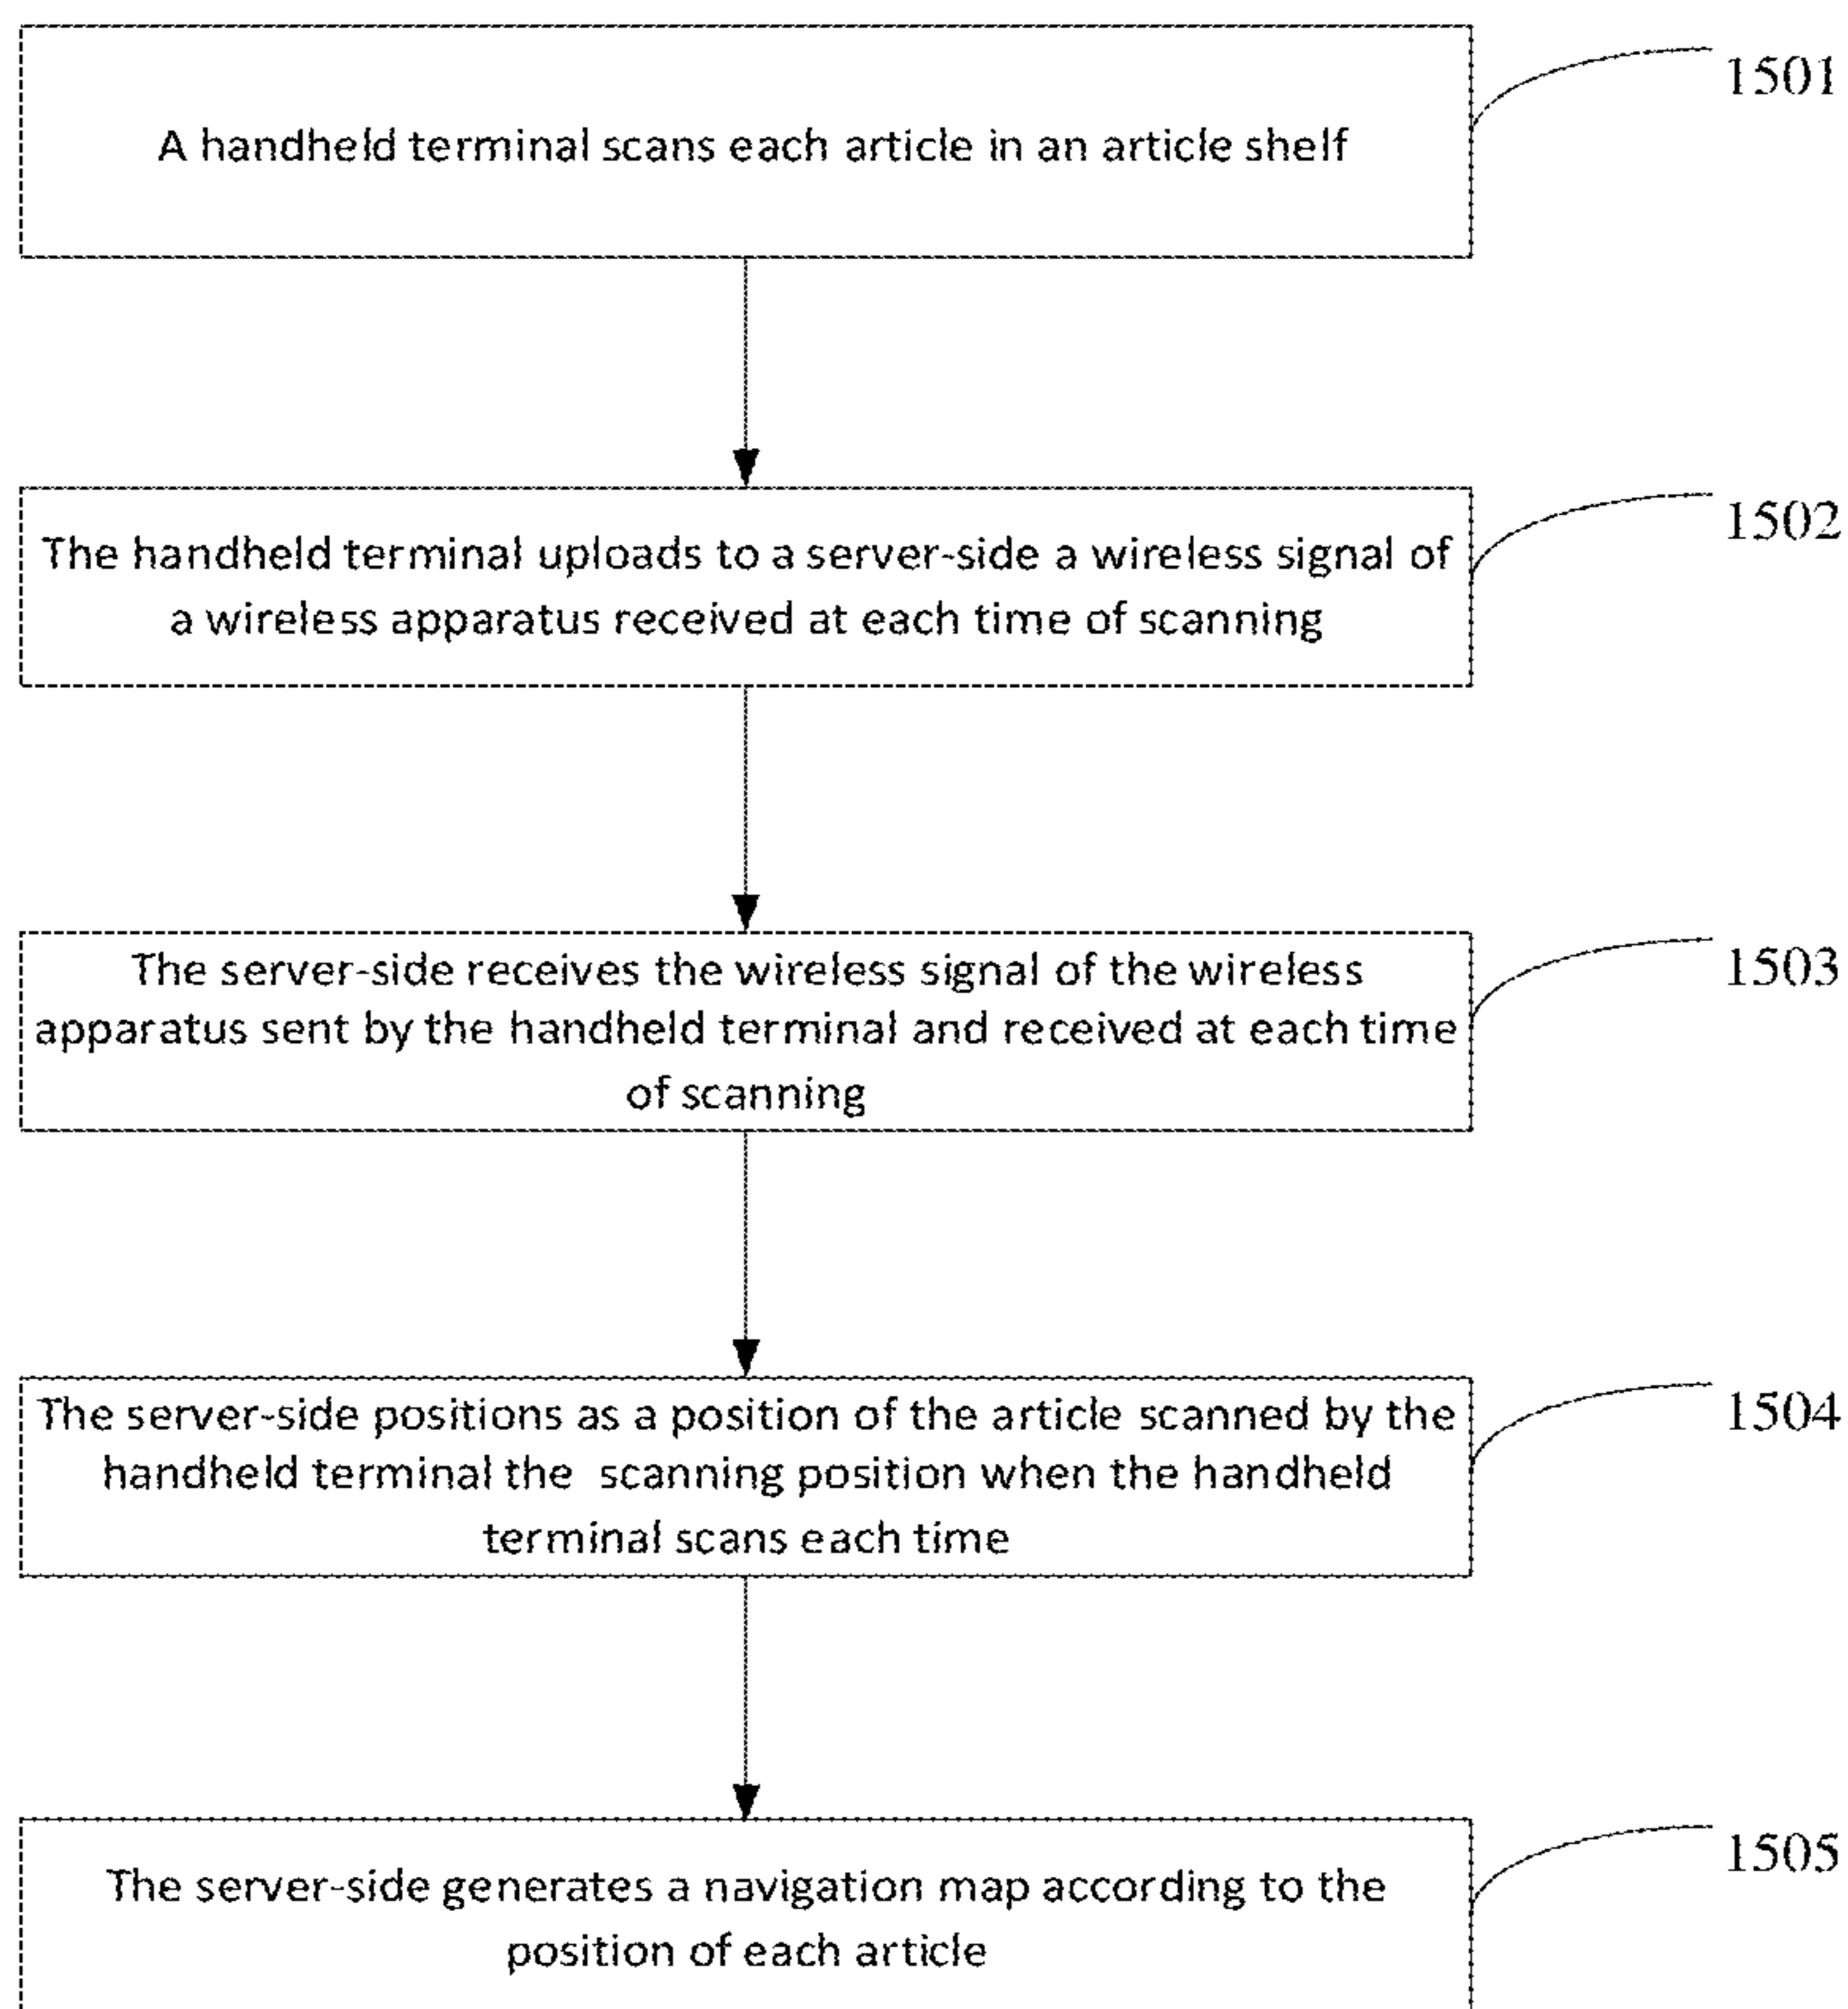 A handheld terminal scans each article in an article shelf
1501
The handheld terminal uploads to a server-side a wireless signal of
a wireless apparatus received at each time of scanning
1502
The server-side receives the wireless signal of the wireless
apparatus sent by the handheld terminal and received at each time
of scanning
1503
The server-side positions as a position of the article scanned by the
handheld terminal the scanning position when the handheld
terminal scans each time
1504
The server-side generates a navigation map according to the
position of each article
1505